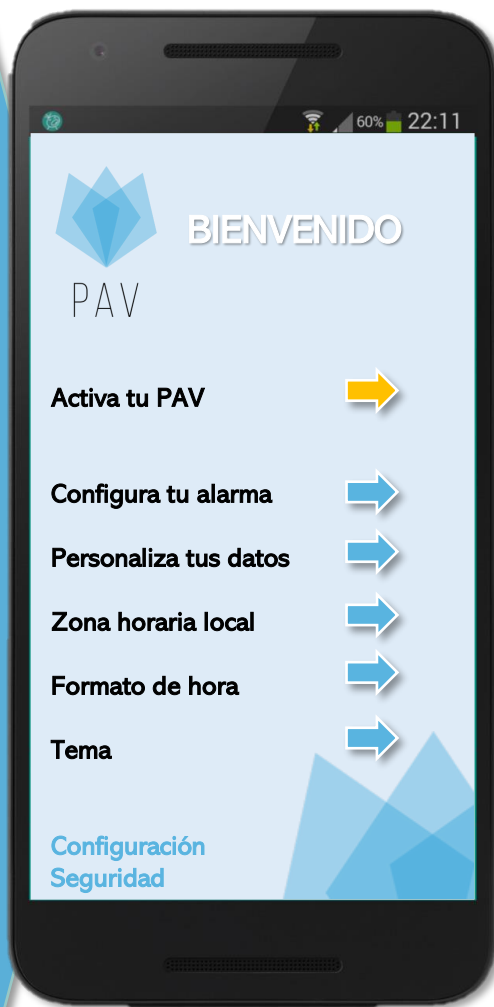 60% 22:11
BIENVENIDO
PAV
Activa tu PAV
Configura tu alarma
Personaliza tus datos
Zona horaria local
Formato de hora
Tema
Configuración
Seguridad